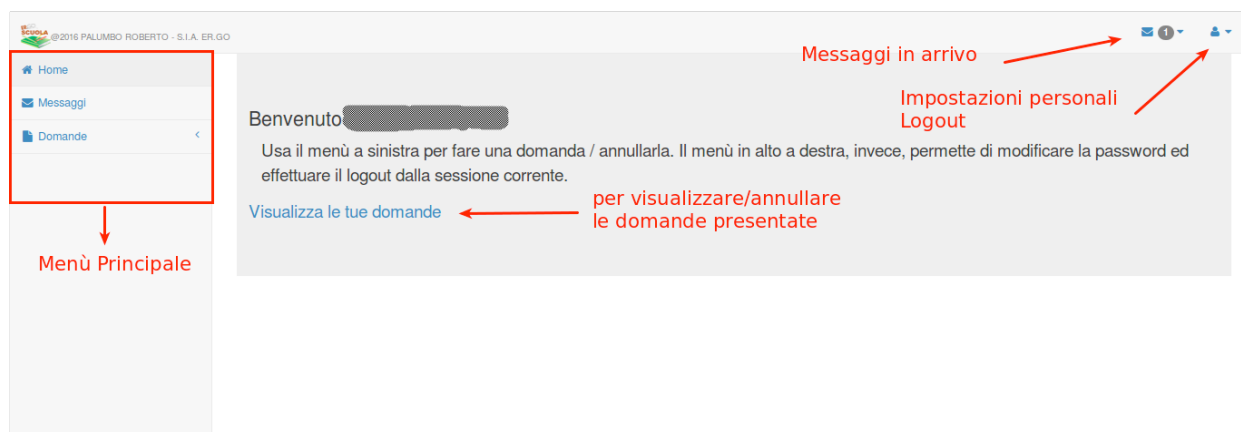 ER
SCUOLA
@2016 PALUMBO ROBERTO - S.I.A. ER.GO
1
Messaggi in arrivo
Home
Messaggi
Impostazioni personali
Logout
Benvenuto
Domande
Usa il menù a sinistra per fare una domanda / annullarla. Il menù in alto a destra, invece, permette di modificare la password ed
effettuare il logout dalla sessione corrente.
Visualizza le tue domande
per visualizzare/annullare
le domande presentate
Menù Principale